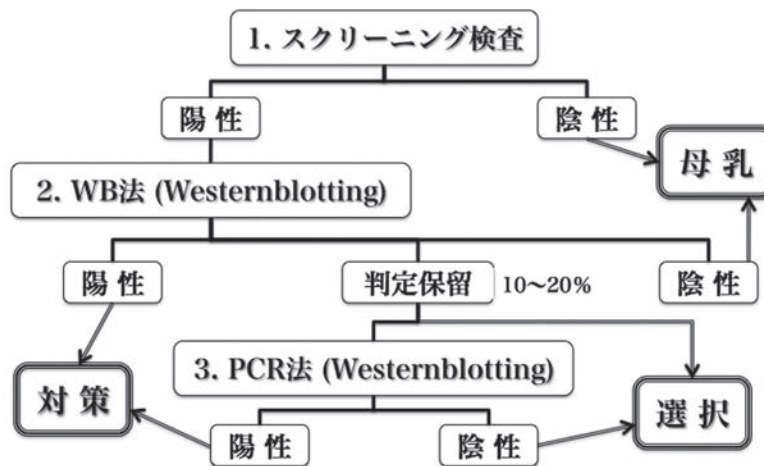 1. スクリーニング検査
陽 性
陰 性
母 乳
2. WB法 (Westernblotting)
陽 性
判定保留
10〜20%
陰 性
3. PCR法 (Westernblotting)
対 策
選 択
陽 性
陰 性